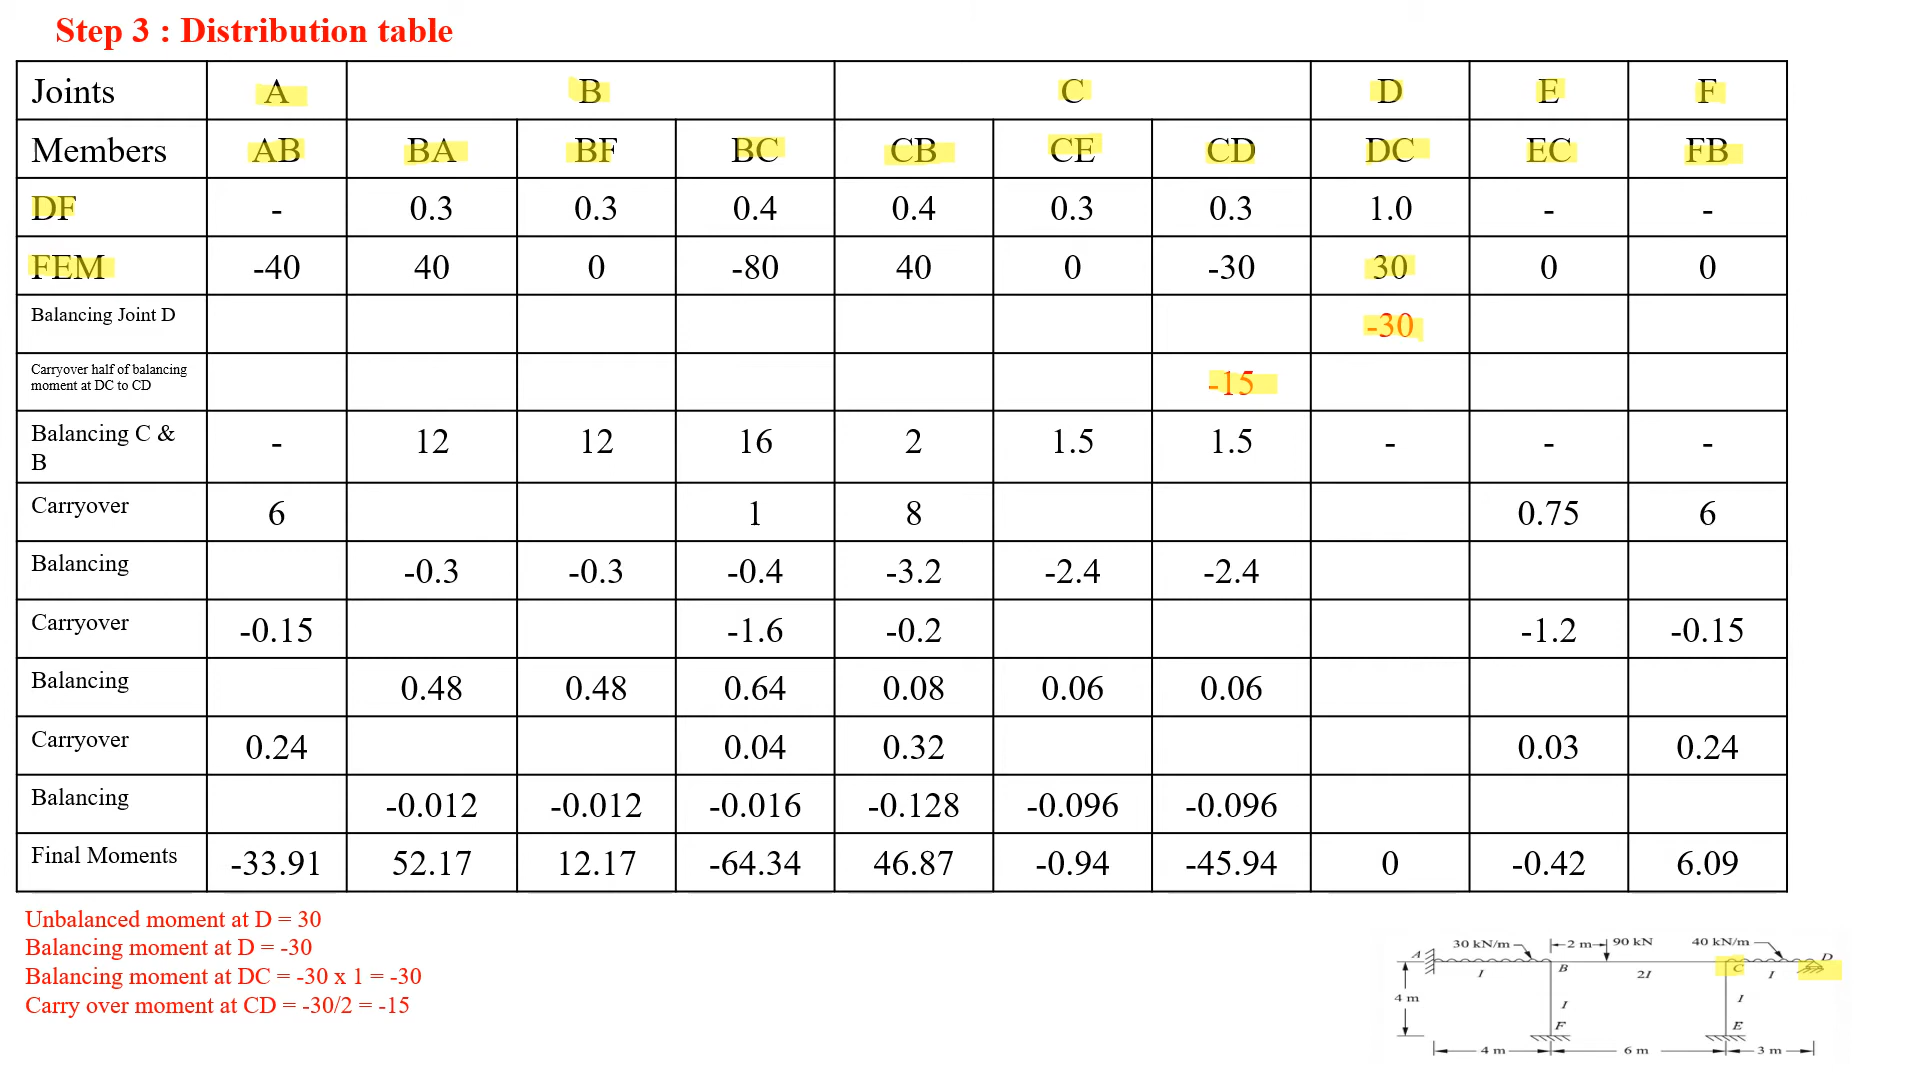 Step 3 : Distribution table
Joints A B C D E F
Members AB BA BF BC CB CE CD DC EC FB
DF - 0.3 0.3 0.4 0.4 0.3 0.3 1.0 - -
FEM -40 40 0 -80 40 0 -30 30 0 0
Balancing Joint D -30
Carryover half of balancing
moment at DC to CD -15
Balancing C &
B - 12 12 16 2 1.5 1.5 - - -
Carryover 6 1 8 0.75 6
Balancing -0.3 -0.3 -0.4 -3.2 -2.4 -2.4
Carryover -0.15 -1.6 -0.2 -1.2 -0.15
Balancing 0.48 0.48 0.64 0.08 0.06 0.06
Carryover 0.24 0.04 0.32 0.03 0.24
Balancing -0.012 -0.012 -0.016 -0.128 -0.096 -0.096
Final Moments -33.91 52.17 12.17 -64.34 46.87 -0.94 -45.94 0 -0.42 6.09
Unbalanced moment at D = 30
Balancing moment at D = -30
Balancing moment at DC = -30 x 1 = -30
Carry over moment at CD = -30/2 = -15
30 kN/m 2 m 90 kN 40 kN/m
A B C D
I 2I I
4 m I I
F E
4 m 6 m 3 m